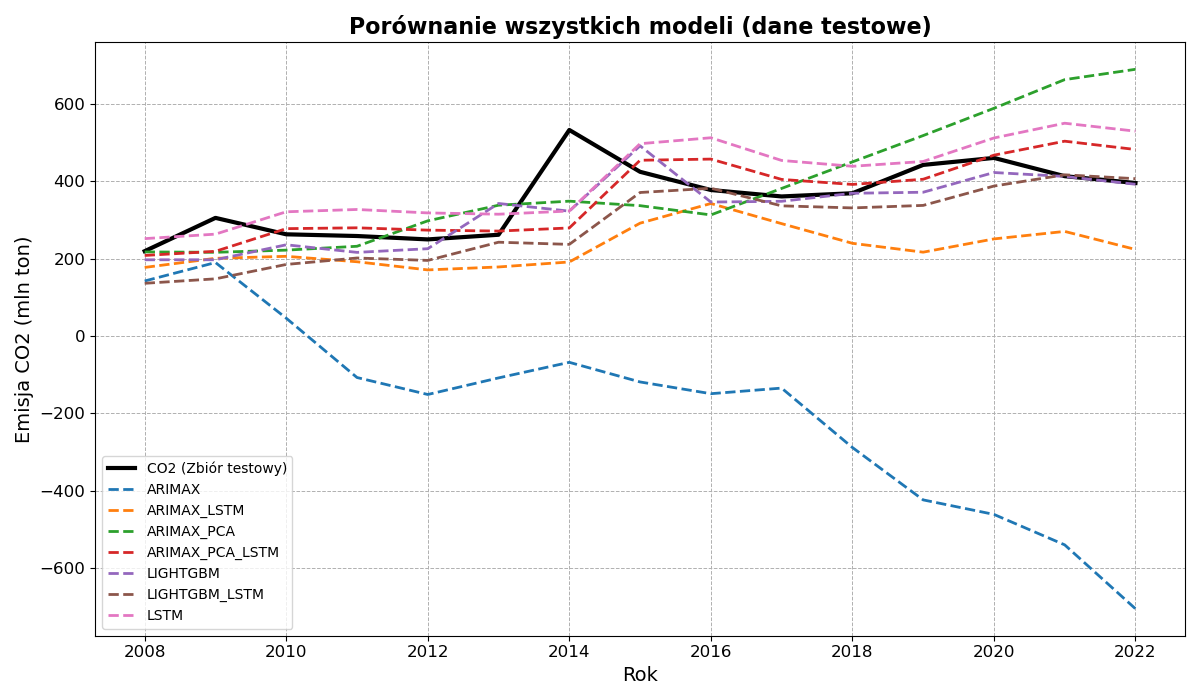 Porównanie wszystkich modeli (dane testowe)
Emisja CO2 (mln ton)
600
400
200
0
−200
−400
−600
CO2 (Zbiór testowy)
ARIMAX
ARIMAX_LSTM
ARIMAX_PCA
ARIMAX_PCA_LSTM
LIGHTGBM
LIGHTGBM_LSTM
LSTM
2008 2010 2012 2014 2016 2018 2020 2022
Rok